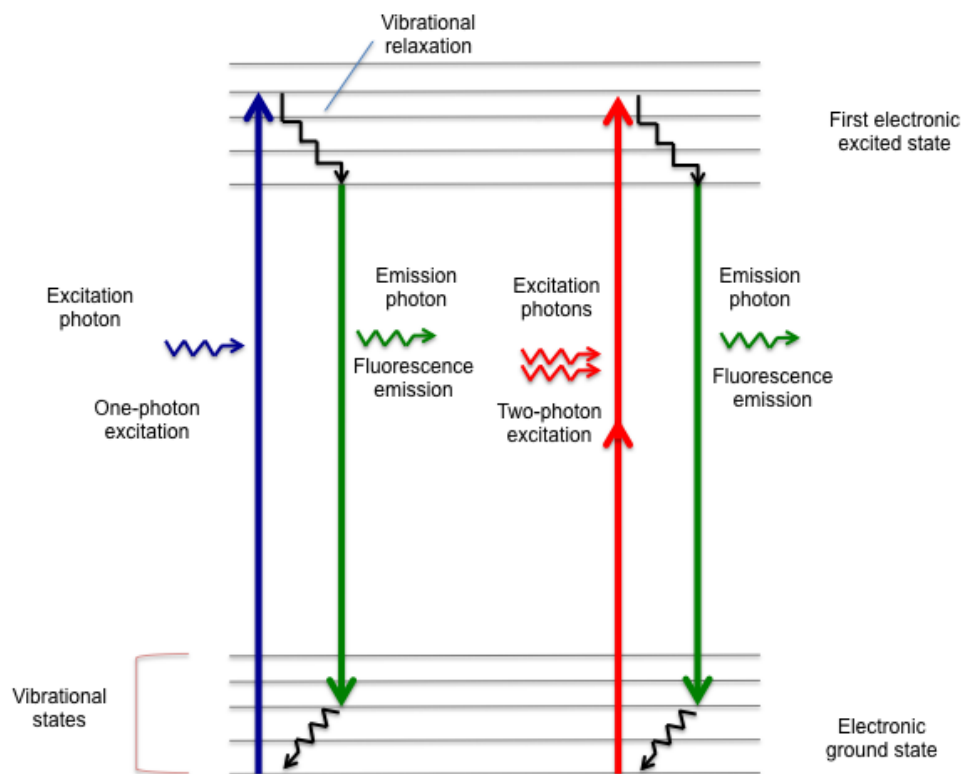 Vibrational
relaxation
First electronic
excited state
Excitation
photon
One-photon
excitation
Emission
photon
Fluorescence
emission
Excitation
photons
Two-photon
excitation
Emission
photon
Fluorescence
emission
Vibrational
states
Electronic
ground state